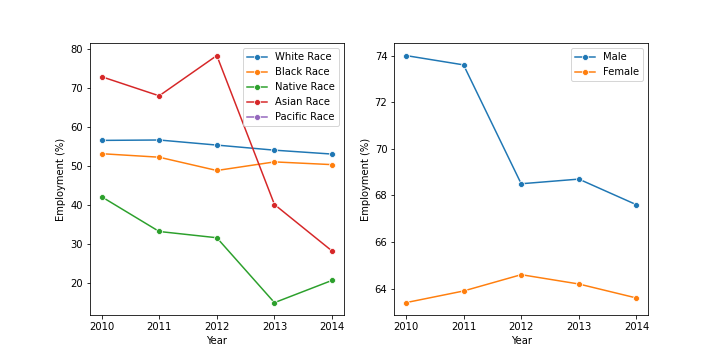 80
70
60
50
40
30
20
Employment (%)
2010 2011 2012 2013 2014
Year
White Race
Black Race
Native Race
Asian Race
Pacific Race
74
72
70
68
66
64
Employment (%)
2010 2011 2012 2013 2014
Year
Male
Female